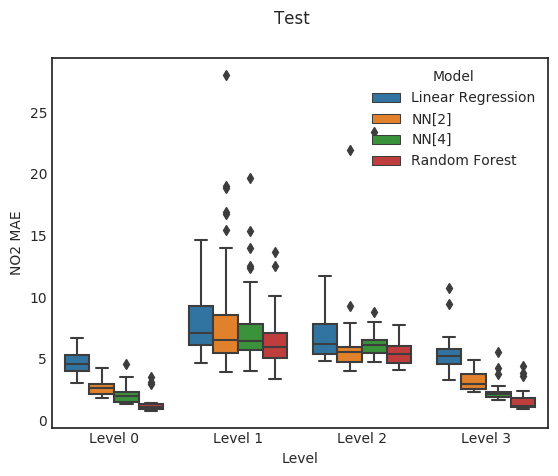 Test
Model
Linear Regression
NN[2]
NN[4]
Random Forest
NO2 MAE
25
20
15
10
5
0
Level 0
Level 1
Level 2
Level 3
Level